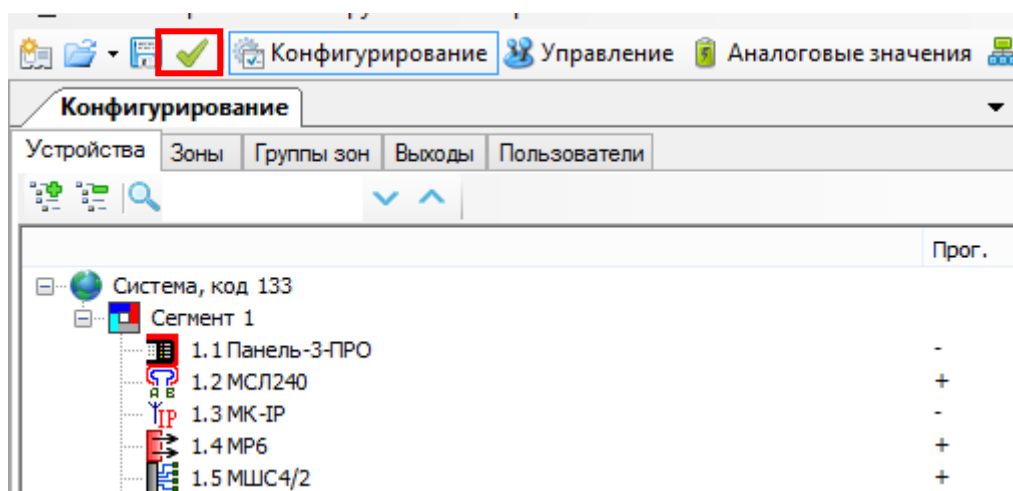 Конфигурирование Управление Аналоговые значения
Конфигурирование
Устройства Зоны Группы зон Выходы Пользователи
Прог.
Система, код 133
Сегмент 1
1.1 Панель-3-ПРО -
А В 1.2 МСЛ240 +
IP 1.3 МК-IP -
1.4 МР6 +
1.5 МШС4/2 +